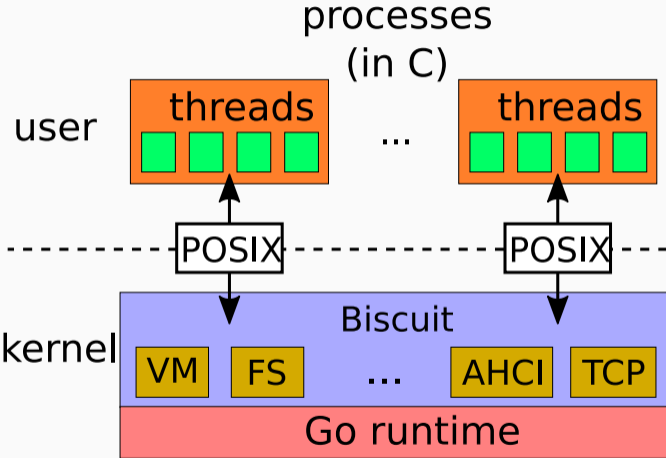 processes
(in C)
user
threads
...
threads
POSIX
POSIX
kernel
Biscuit
VM
FS
...
AHCI
TCP
Go runtime